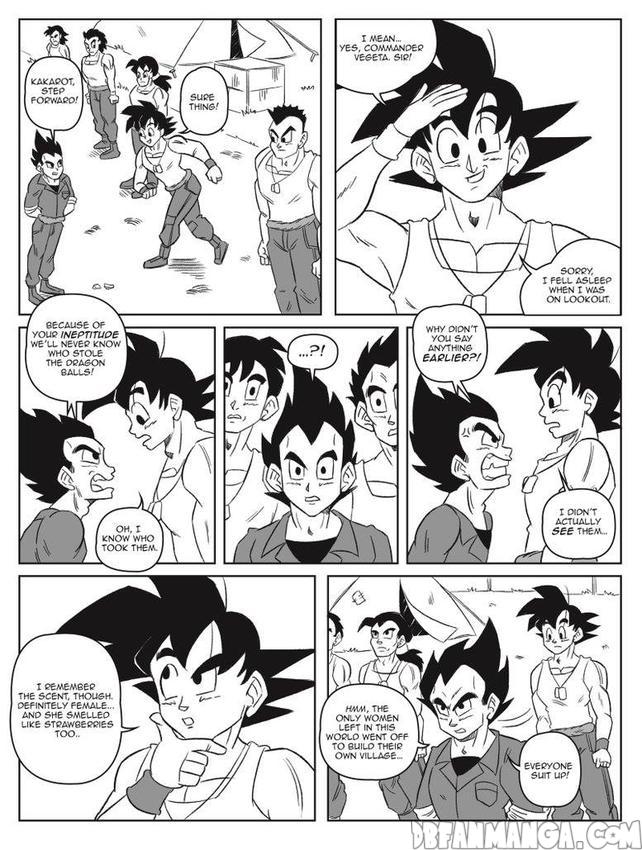 KAKAROT,
STEP
FORWARD!
SURE
THING!
I MEAN...
YES, COMMANDER
VEGETA. SIR!
SORRY,
I FELL ASLEEP
WHEN I WAS
ON LOOKOUT.
BECAUSE OF
YOUR INEPTITUDE
WE'LL NEVER KNOW
WHO STOLE
THE DRAGON
BALLS!
OH, I
KNOW WHO
TOOK THEM.
...?!
WHY DIDN'T
YOU SAY
ANYTHING
EARLIER?!
I DIDN'T
ACTUALLY
SEE THEM...
I REMEMBER
THE SCENT, THOUGH.
DEFINITELY FEMALE...
AND SHE SMELLED
LIKE STRAWBERRIES
TOO..
HMM, THE
ONLY WOMEN
LEFT IN THIS
WORLD WENT OFF
TO BUILD THEIR
OWN VILLAGE...
EVERYONE
SUIT UP!
DBFANMANGA.COM